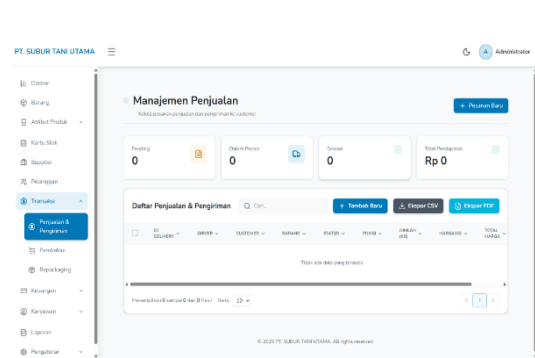 PT. SUBUR TANI UTAMA
Administrator
A
Barang
Atribut Produk
Kartu Stok
Supplier
Pelanggan
Transaksi
Penjualan &
Pengiriman
Pembelian
Repackaging
Keuangan
Karyawan
Laporan
Pengaturan
Manajemen Penjualan
Kelola pesanan penjualan dan pengiriman ke customer
+ Pesanan Baru
Pending
0
Dalam Proses
0
Selesai
0
Total Pendapatan
Rp 0
Daftar Penjualan & Pengiriman
Cari...
+ Tambah Baru
Ekspor CSV
Ekspor PDF
ID
DELIVERY
DRIVER
CUSTOMER
BARANG
STATUS
JUMLAH
(KG)
HARGA/KG
TOTAL
HARGA
Tidak ada data yang tersedia
Menampilkan 0 sampai 0 dari 0 Hasil
10
1
© 2025 PT. SUBUR TANI UTAMA. All rights reserved.